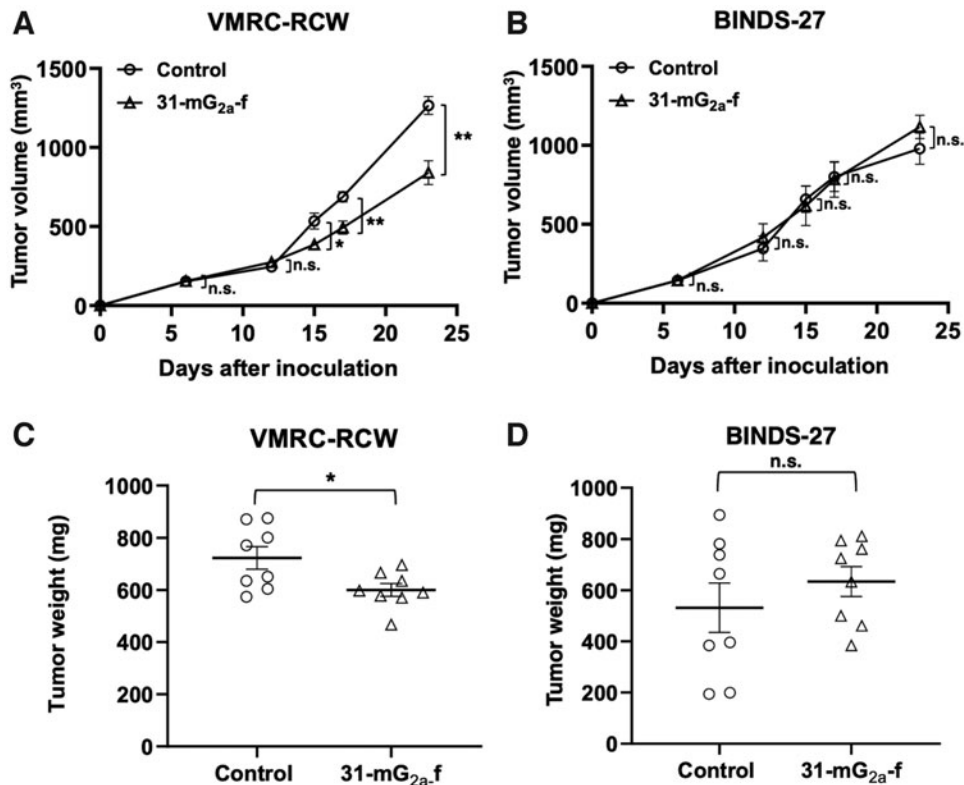 A
VMRC-RCW
Tumor volume (mm³)
1500
1000
500
0
Control
31-mG₂ₐ-f
n.s.
n.s.
*
**
**
0 5 10 15 20 25
Days after inoculation
B
BINDS-27
Tumor volume (mm³)
1500
1000
500
0
Control
31-mG₂ₐ-f
n.s.
n.s.
n.s.
n.s.
n.s.
0 5 10 15 20 25
Days after inoculation
C
VMRC-RCW
*
Tumor weight (mg)
1000
800
600
400
200
0
Control 31-mG₂ₐ-f
D
BINDS-27
n.s.
Tumor weight (mg)
1000
800
600
400
200
0
Control 31-mG₂ₐ-f